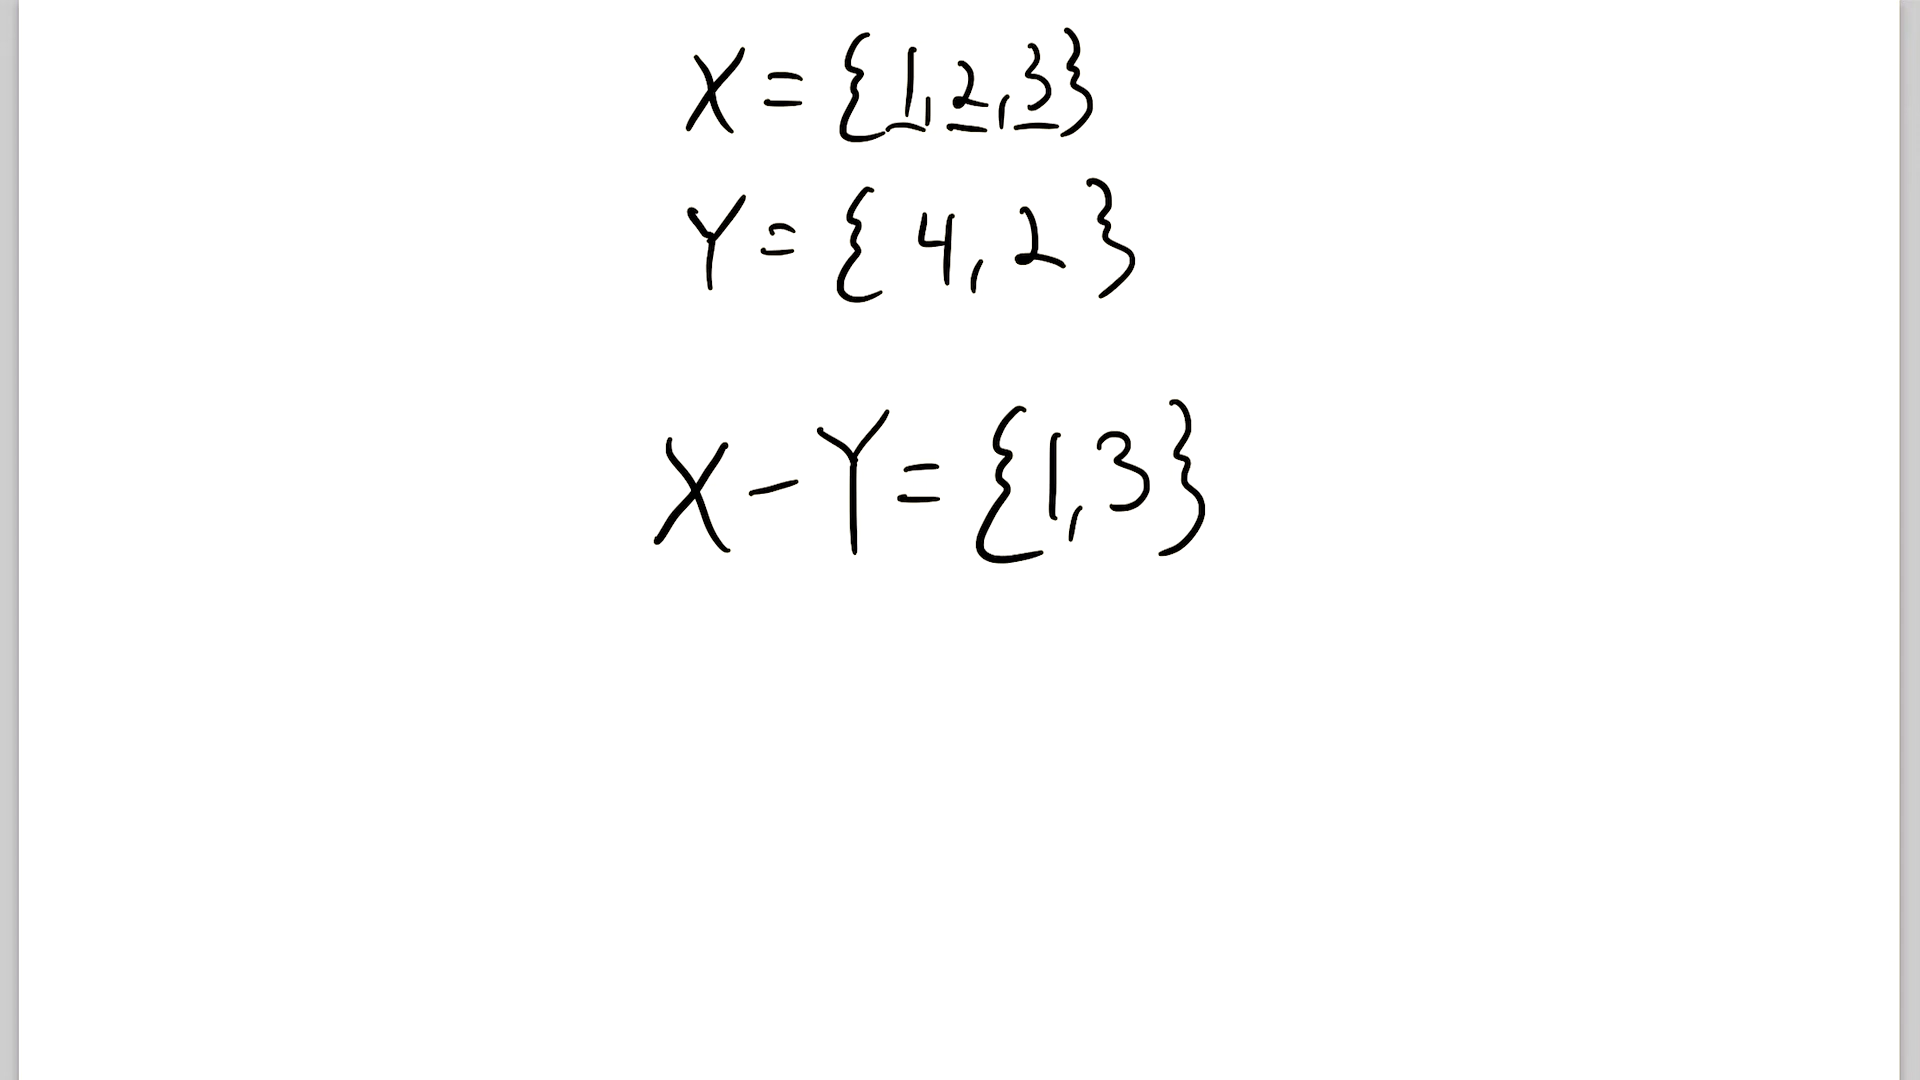 X = {1, 2, 3}
Y = {4, 2}
X - Y = {1, 3}